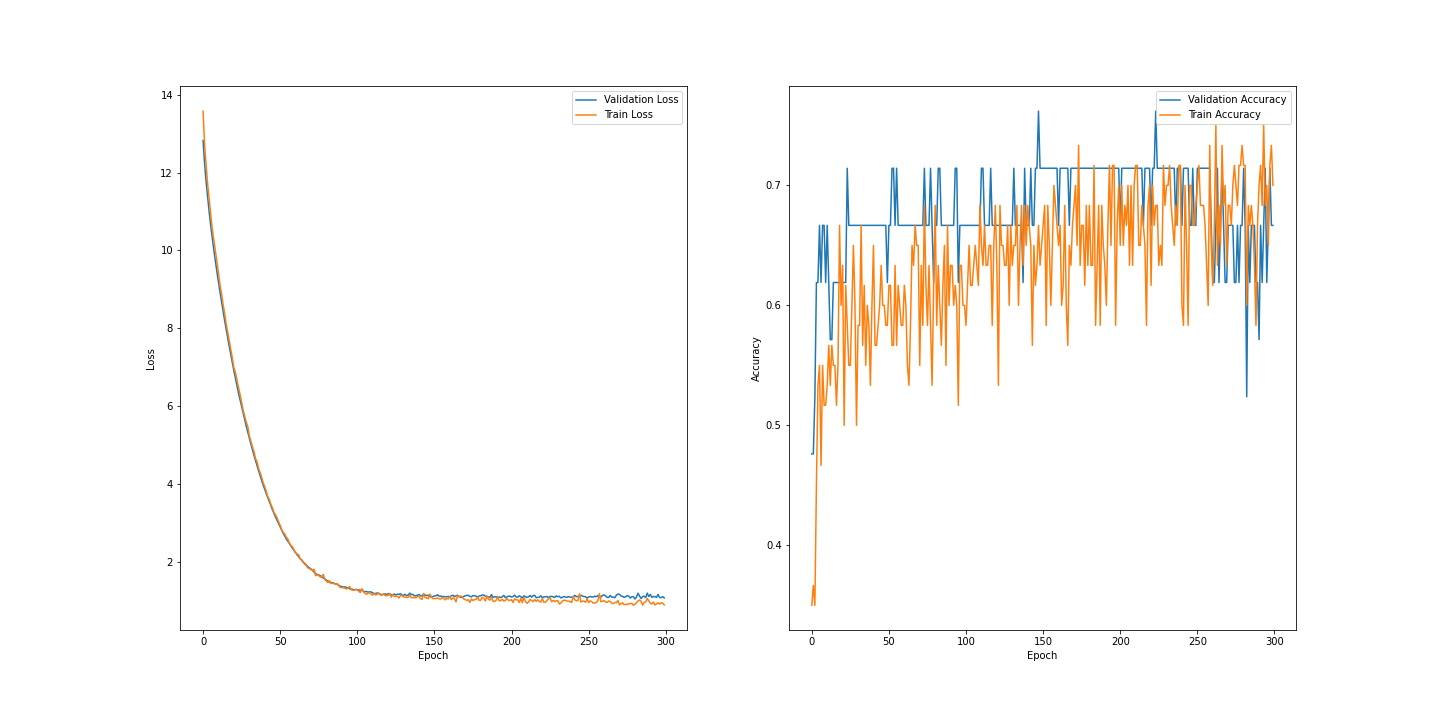 14
12
10
8
6
4
2
Loss
0 50 100 150 200 250 300
Epoch
Validation Loss
Train Loss
0.7
0.6
0.5
0.4
Accuracy
0 50 100 150 200 250 300
Epoch
Validation Accuracy
Train Accuracy